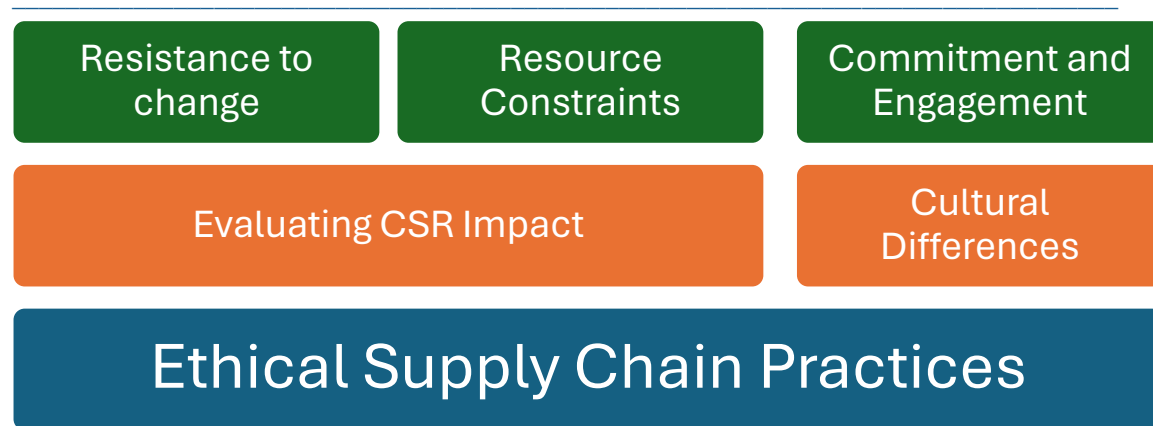 Resistance to
change
Resource
Constraints
Commitment and
Engagement
Evaluating CSR Impact
Cultural
Differences
Ethical Supply Chain Practices